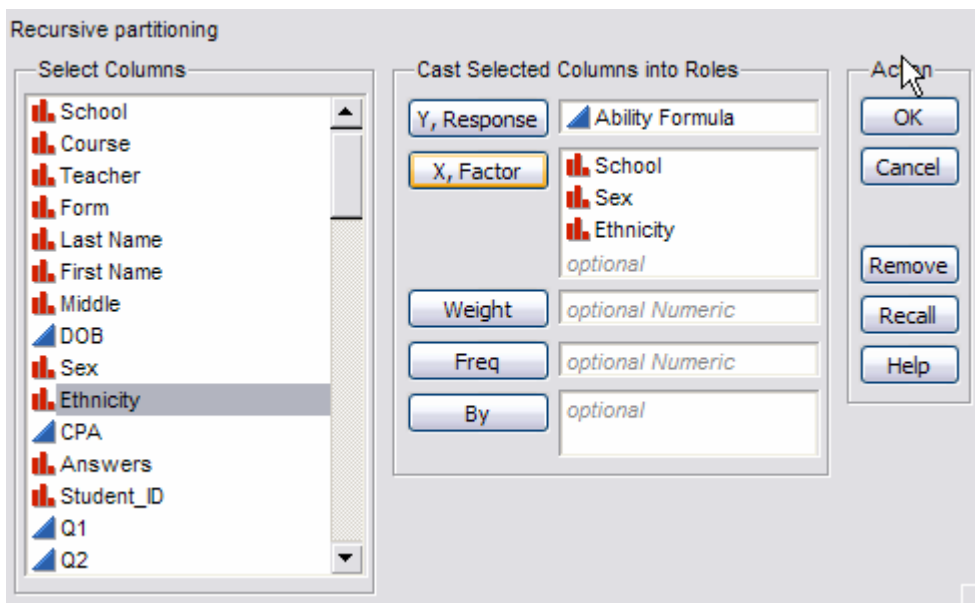 Recursive partitioning
Select Columns
School
Course
Teacher
Form
Last Name
First Name
Middle
DOB
Sex
Ethnicity
CPA
Answers
Student_ID
Q1
Q2
Cast Selected Columns into Roles
Y, Response
Ability Formula
X, Factor
School
Sex
Ethnicity
optional
Weight
optional Numeric
Freq
optional Numeric
By
optional
Action
OK
Cancel
Remove
Recall
Help